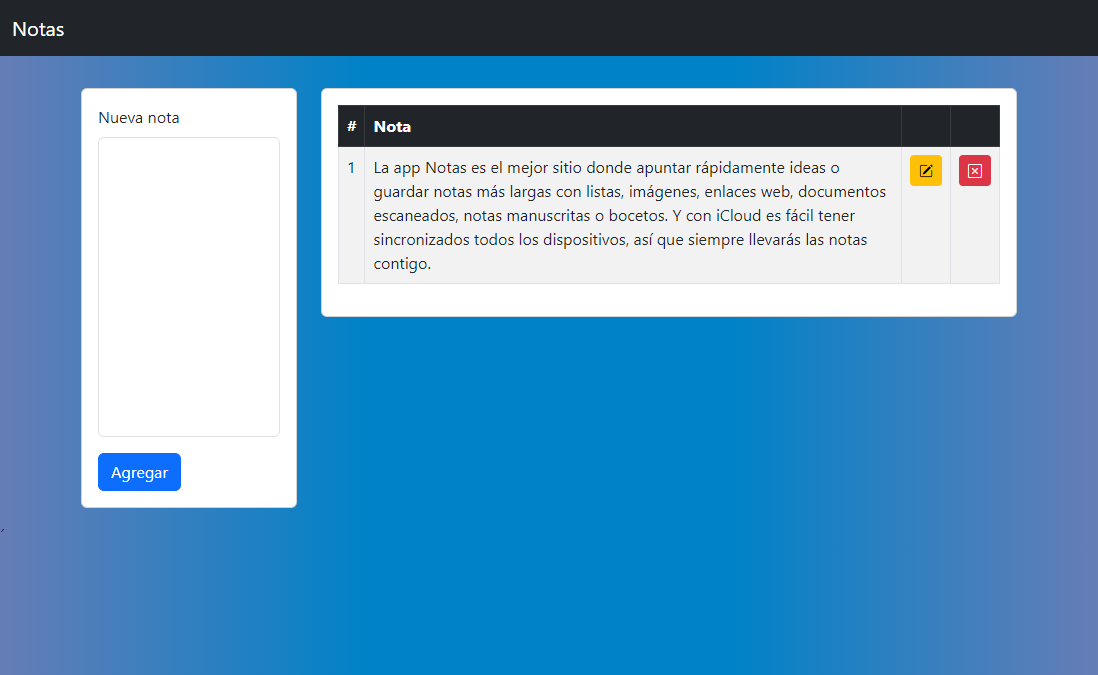 Notas
Nueva nota
Agregar
# Nota
1 La app Notas es el mejor sitio donde apuntar rápidamente ideas o
guardar notas más largas con listas, imágenes, enlaces web, documentos
escaneados, notas manuscritas o bocetos. Y con iCloud es fácil tener
sincronizados todos los dispositivos, así que siempre llevarás las notas
contigo.